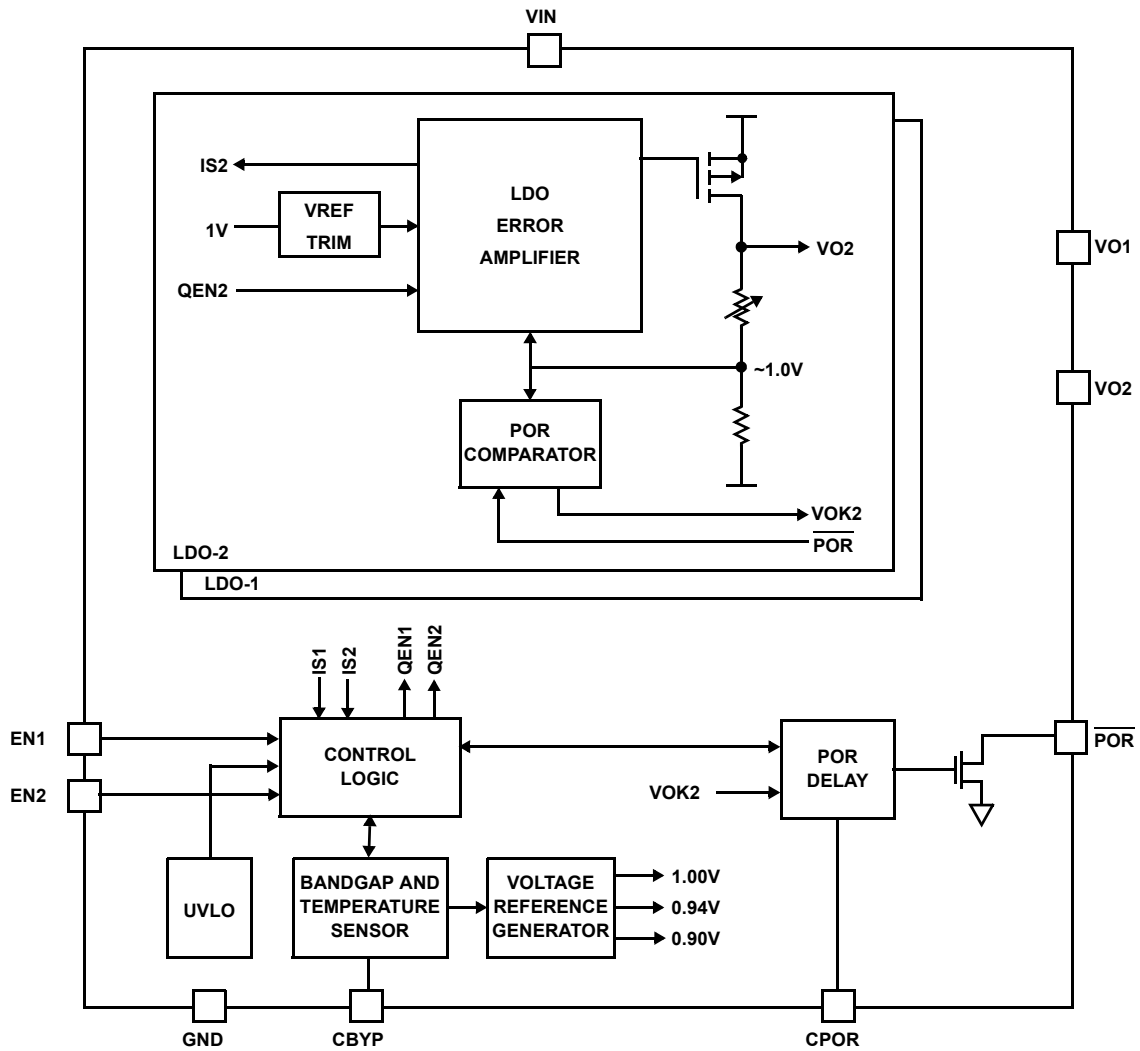 VIN
IS2
1V
VREF
TRIM
QEN2
LDO
ERROR
AMPLIFIER
VO2
~1.0V
POR
COMPARATOR
VOK2
P̅O̅R̅
LDO-2
LDO-1
VO1
VO2
IS1
IS2
QEN1
QEN2
EN1
EN2
CONTROL
LOGIC
UVLO
BANDGAP AND
TEMPERATURE
SENSOR
VOLTAGE
REFERENCE
GENERATOR
1.00V
0.94V
0.90V
VOK2
POR
DELAY
P̅O̅R̅
GND
CBYP
CPOR